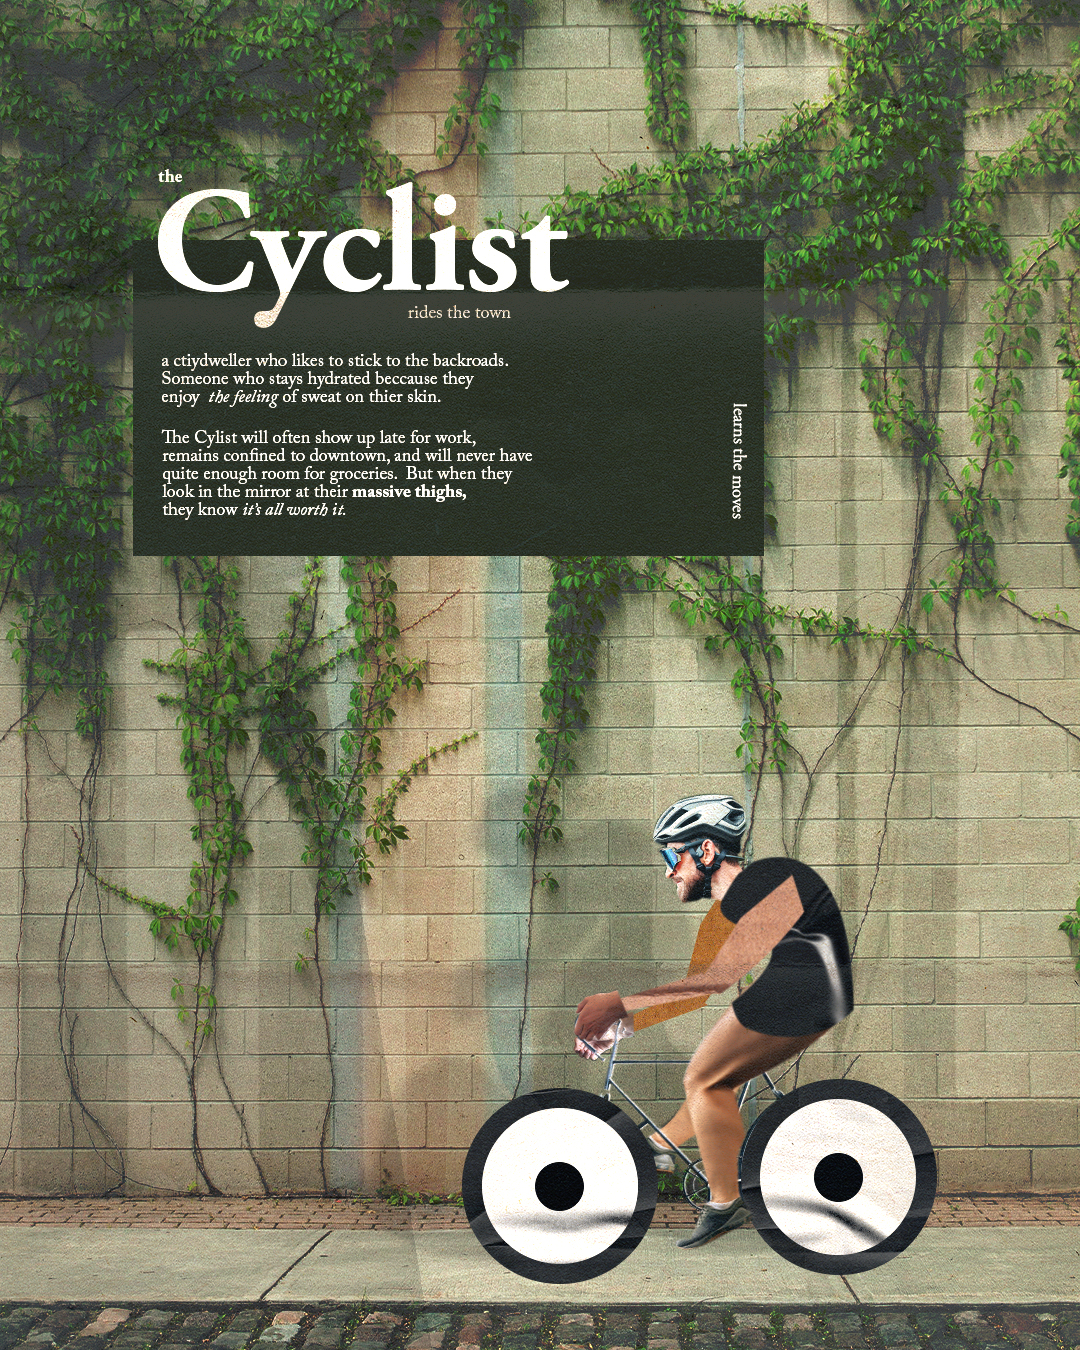 the
Cyclist
rides the town
a ctiydweller who likes to stick to the backroads.
Someone who stays hydrated beccause they
enjoy  the feeling of sweat on thier skin.
The Cylist will often show up late for work,
remains confined to downtown, and will never have
quite enough room for groceries.  But when they
look in the mirror at their massive thighs,
they know it's all worth it.
learns the moves